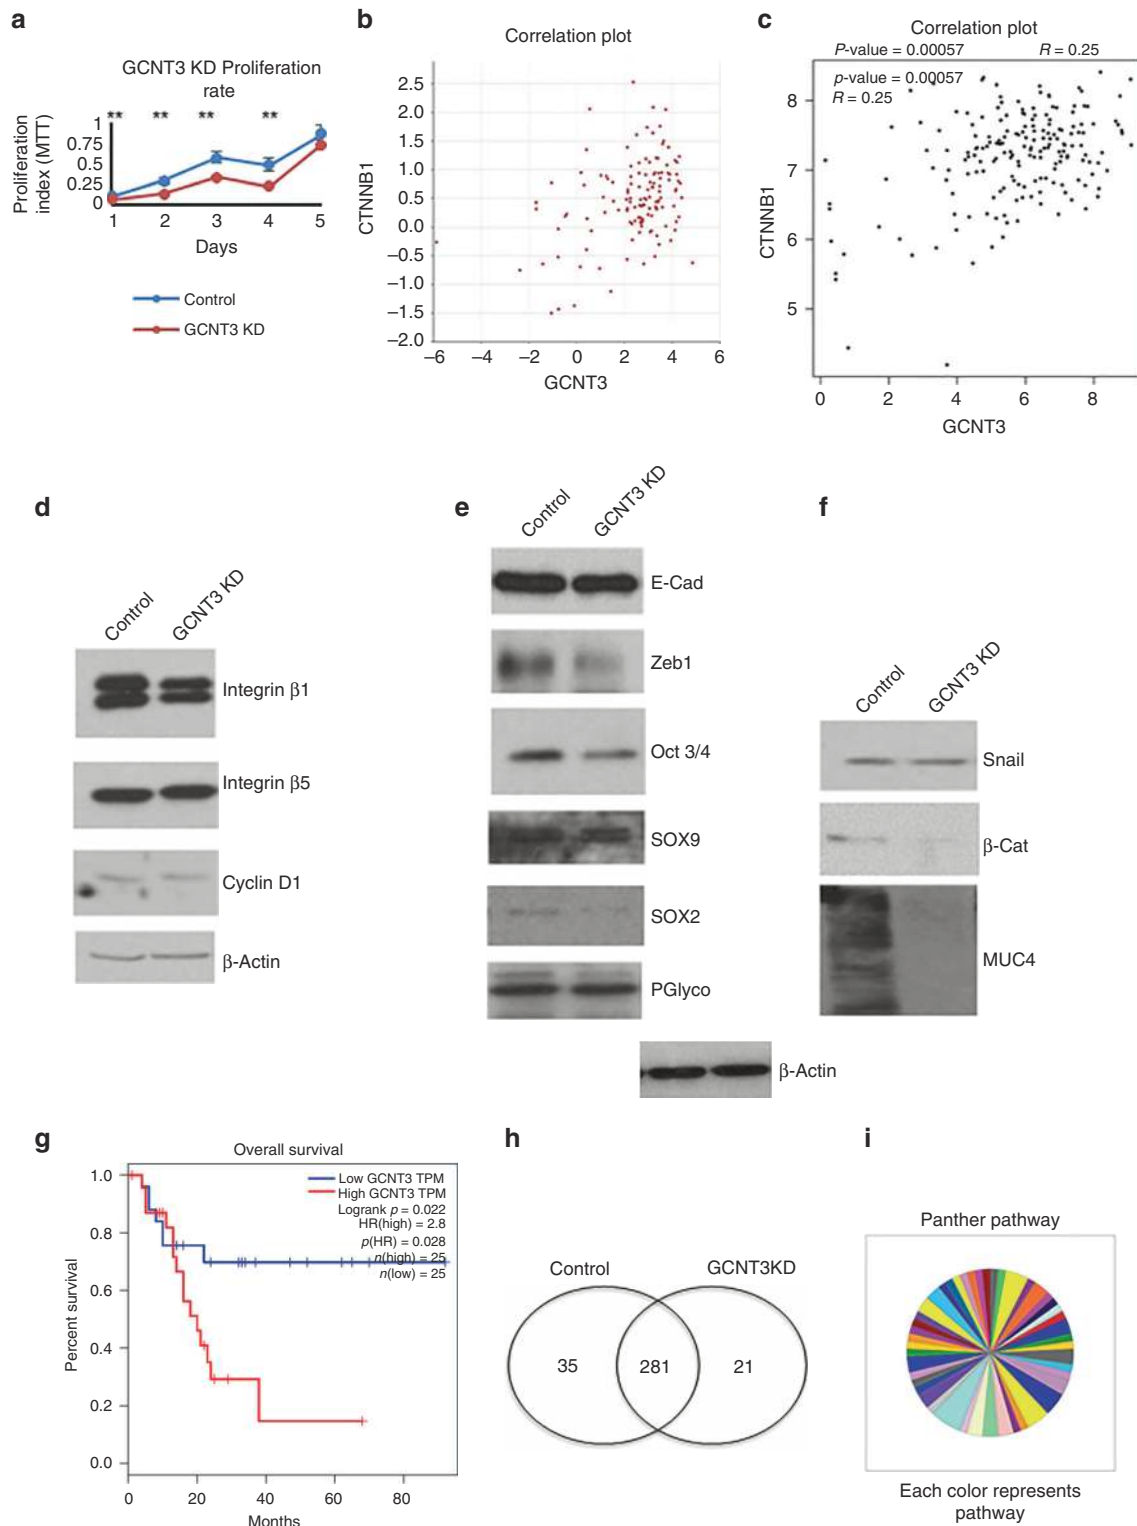 a
GCNT3 KD Proliferation
rate
** ** ** **
Proliferation
index (MTT)
1
0.75
0.5
0.25
0
1 2 3 4 5
Days
Control
GCNT3 KD
b
Correlation plot
CTNNB1
2.5
2.0
1.5
1.0
0.5
0.0
–0.5
–1.0
–1.5
–2.0
–6 –4 –2 0 2 4 6
GCNT3
c
Correlation plot
P-value = 0.00057 R = 0.25
p-value = 0.00057
R = 0.25
CTNNB1
8
7
6
5
0 2 4 6 8
GCNT3
d
Control GCNT3 KD
Integrin β1
Integrin β5
Cyclin D1
β-Actin
e
Control GCNT3 KD
E-Cad
Zeb1
Oct 3/4
SOX9
SOX2
PGlyco
β-Actin
f
Control GCNT3 KD
Snail
β-Cat
MUC4
g
Overall survival
Low GCNT3 TPM
High GCNT3 TPM
Logrank p = 0.022
HR(high) = 2.8
p(HR) = 0.028
n(high) = 25
n(low) = 25
Percent survival
1.0
0.8
0.6
0.4
0.2
0.0
0 20 40 60 80
Months
h
Control GCNT3KD
35 281 21
i
Panther pathway
Each color represents
pathway